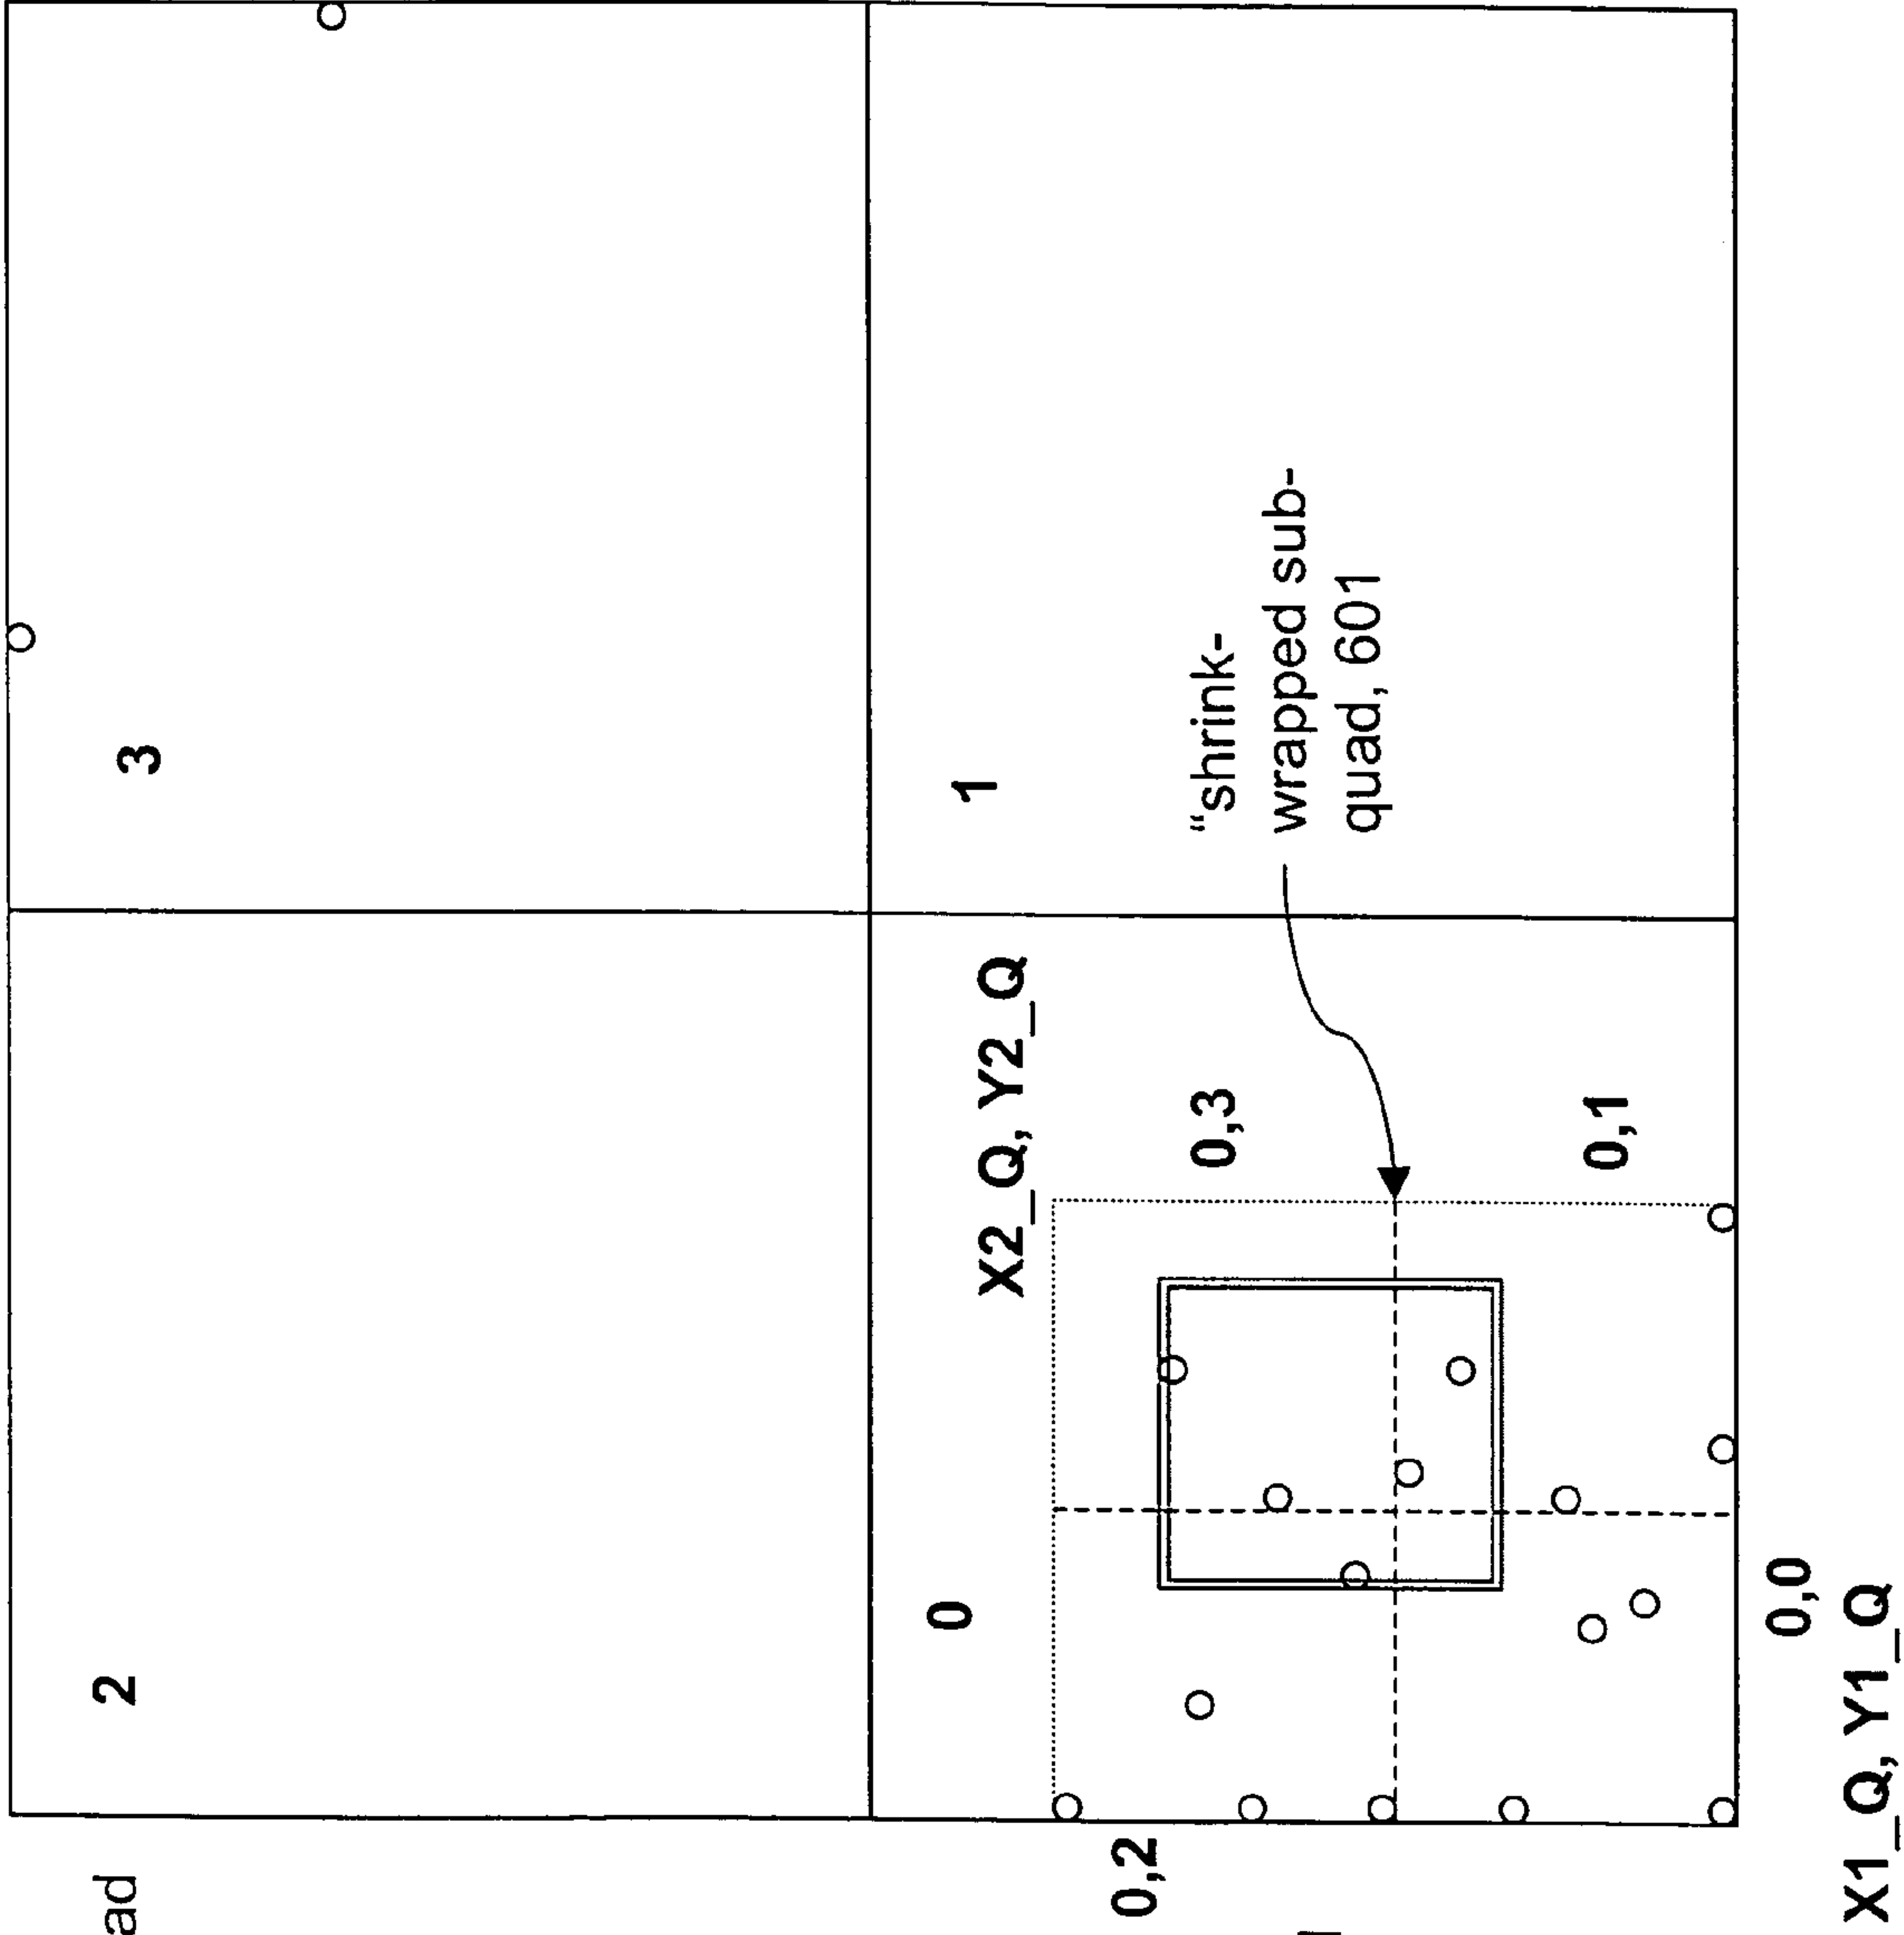 ad
2
3
0
1
X2_Q, Y2_Q
0,2
0,3
"shrink-
wrapped sub-
quad, 601
0,1
0,0
X1_Q, Y1_Q